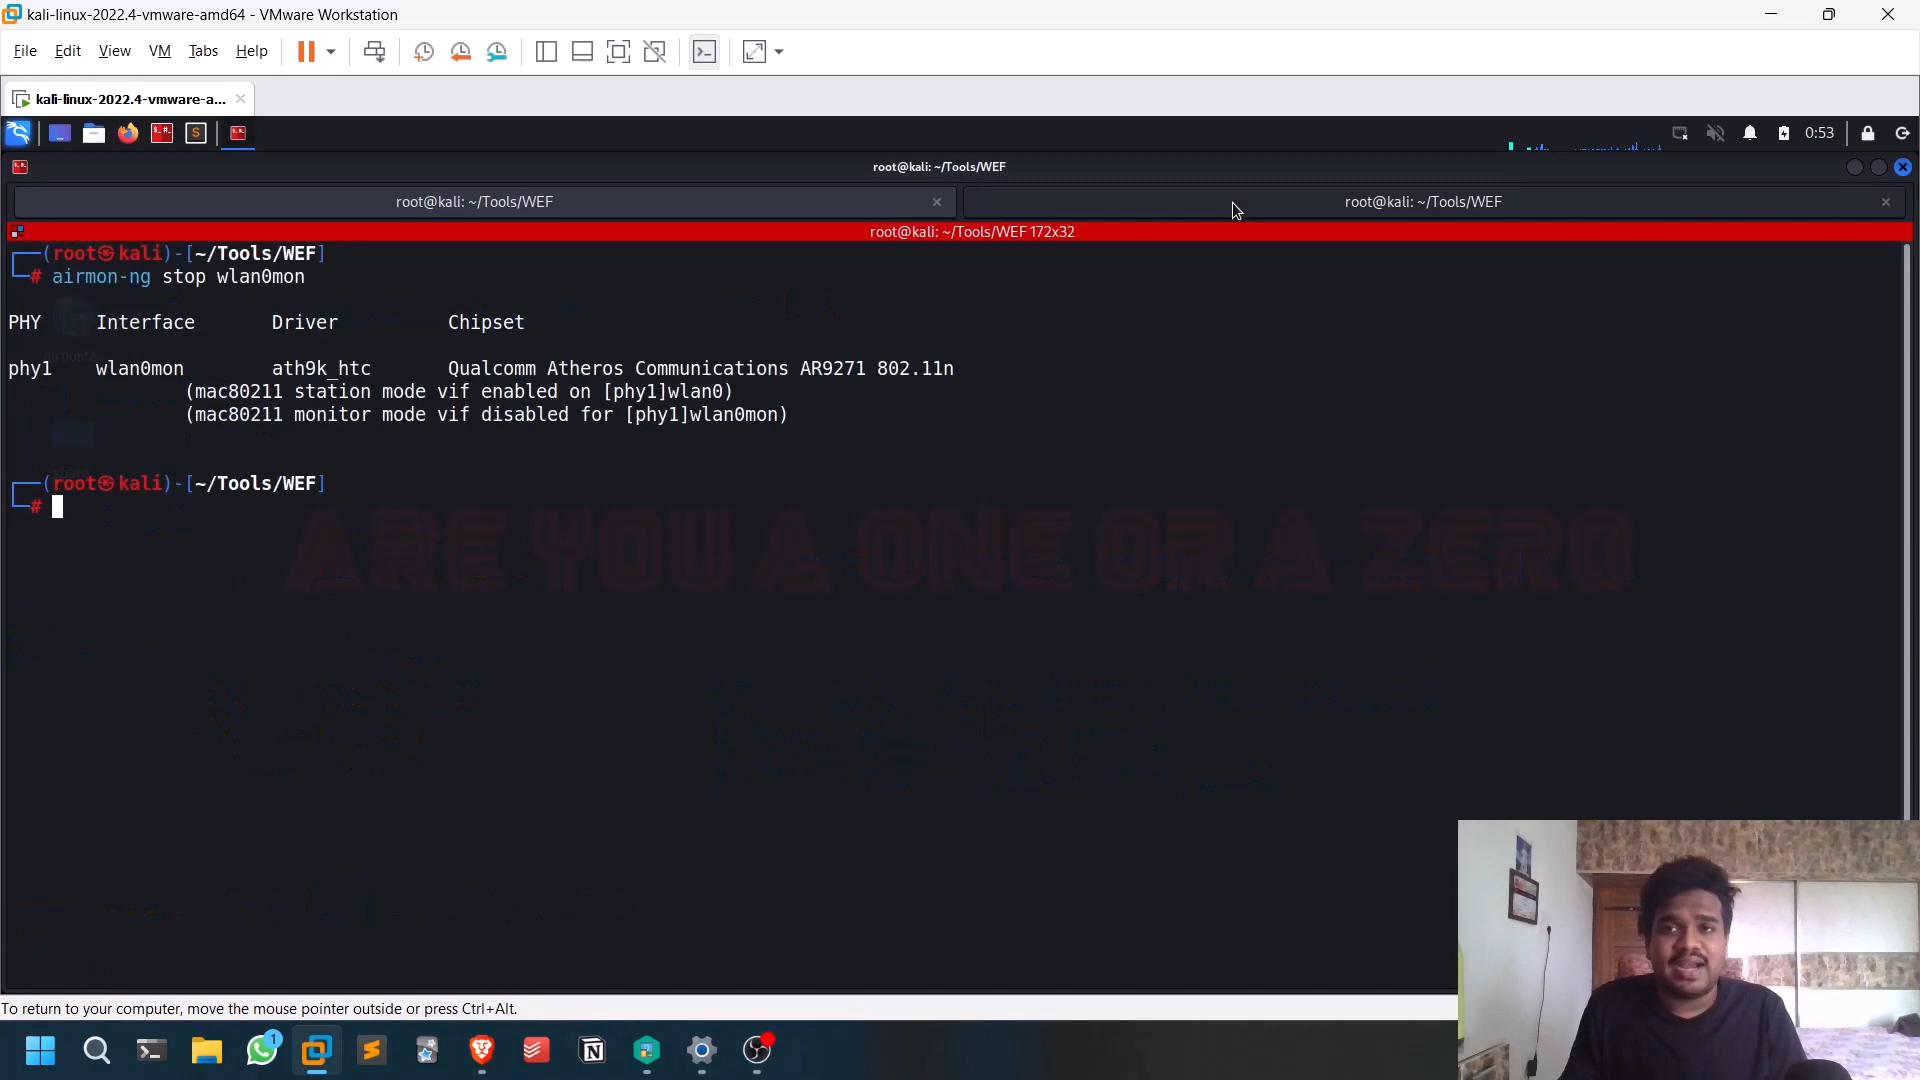 kali-linux-2022.4-vmware-amd64 - VMware Workstation
File Edit View VM Tabs Help
kali-linux-2022.4-vmware-a...
0:53
root@kali: ~/Tools/WEF
root@kali: ~/Tools/WEF
root@kali: ~/Tools/WEF
root@kali: ~/Tools/WEF 172x32
(root㉿kali)-[~/Tools/WEF]
# airmon-ng stop wlan0mon
PHY Interface Driver Chipset
phy1 wlan0mon ath9k_htc Qualcomm Atheros Communications AR9271 802.11n
(mac80211 station mode vif enabled on [phy1]wlan0)
(mac80211 monitor mode vif disabled for [phy1]wlan0mon)
(root㉿kali)-[~/Tools/WEF]
#
ARE YOU A ONE OR A ZERO
To return to your computer, move the mouse pointer outside or press Ctrl+Alt.
1